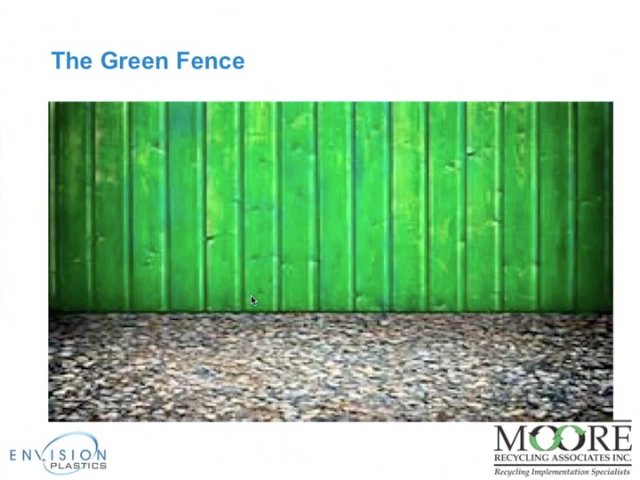 The Green Fence
ENVISION
PLASTICS
MOORE
RECYCLING ASSOCIATES INC.
Recycling Implementation Specialists